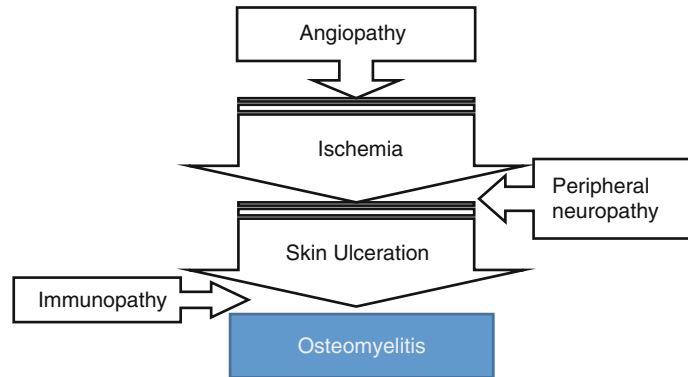 Angiopathy
Ischemia
Peripheral
neuropathy
Skin Ulceration
Immunopathy
Osteomyelitis